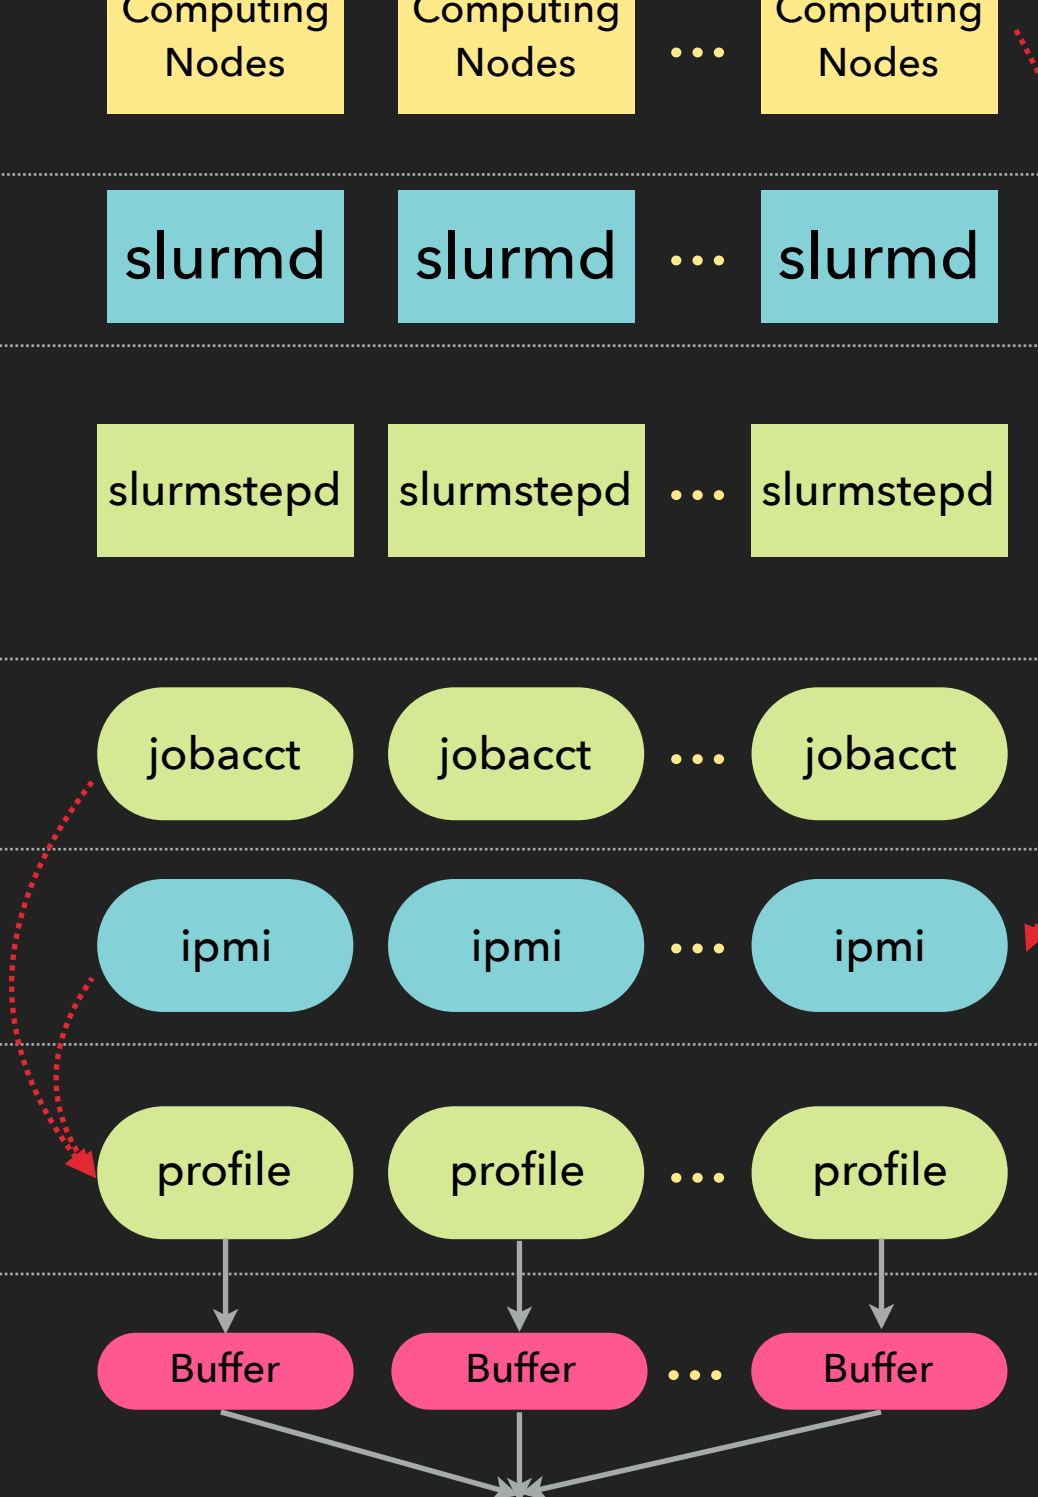 Computing Computing Computing
Nodes Nodes ... Nodes
slurmd slurmd ... slurmd
slurmstepd slurmstepd ... slurmstepd
jobacct jobacct ... jobacct
ipmi ipmi ... ipmi
profile profile ... profile
Buffer Buffer ... Buffer